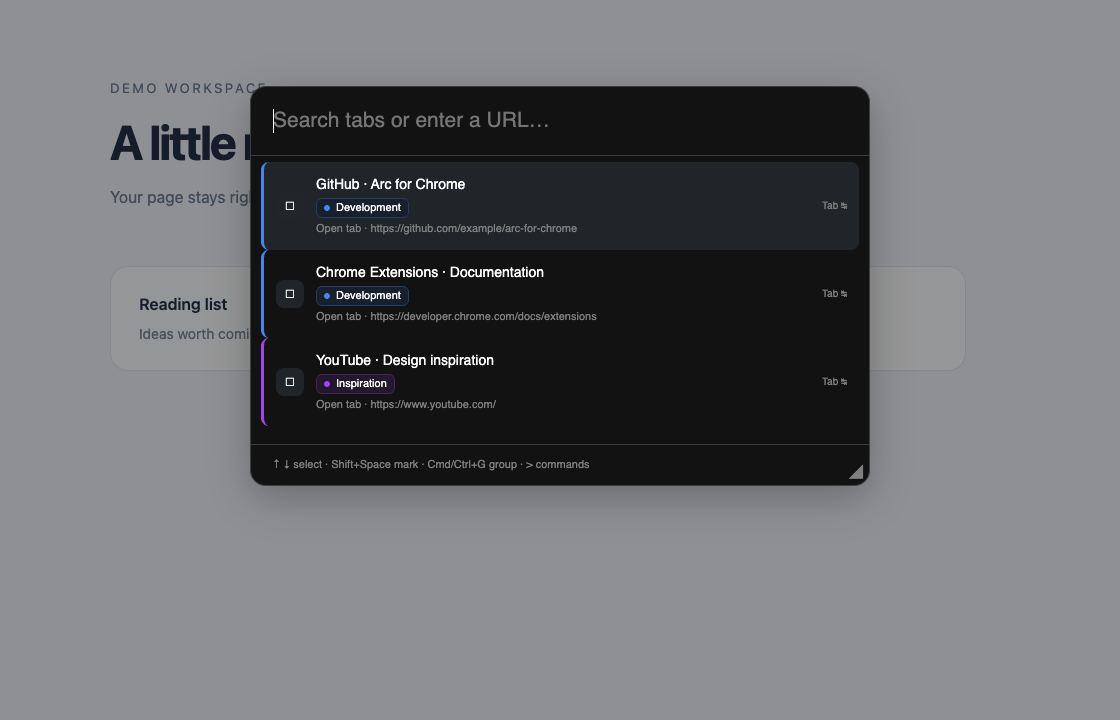 DEMO WORKSPACE
A little
Your page stays
Reading list
Ideas worth
Search tabs or enter a URL…
GitHub · Arc for Chrome
Development
Open tab · https://github.com/example/arc-for-chrome
Tab ↹
Chrome Extensions · Documentation
Development
Open tab · https://developer.chrome.com/docs/extensions
Tab ↹
YouTube · Design inspiration
Inspiration
Open tab · https://www.youtube.com/
Tab ↹
↑ ↓ select · Shift+Space mark · Cmd/Ctrl+G group · > commands